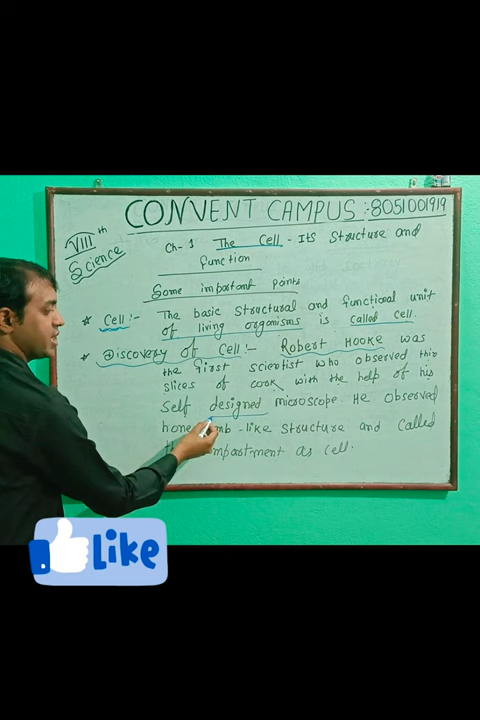 CONVENT CAMPUS :-8051001919
VIIIth
Science
Ch-1 The Cell - Its Structure and
function
Some important points
☆ Cell :- The basic structural and functional unit
of living organisms is called cell.
☆ Discovery of Cell :- Robert Hooke was
the first scientist who observed thin
slices of cork with the help of his
self designed microscope. He observed
like structure and called
as cell.
Like